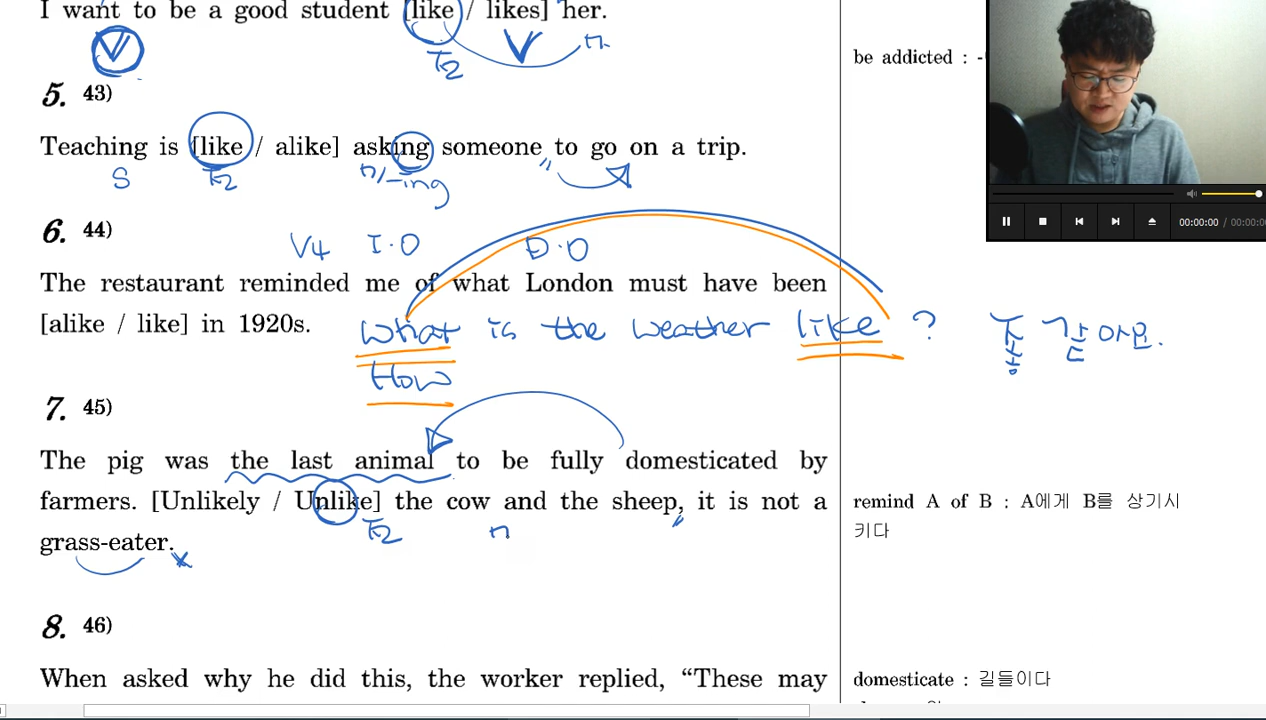 I want to be a good student [like / likes] her.
V
V
n
전2
be addicted : -
5. 43)
Teaching is [like / alike] asking someone to go on a trip.
S
전2
n/-ing
6. 44)
V4 I·O D·O
The restaurant reminded me of what London must have been
[alike / like] in 1920s.
What is the weather like ?
How
00:00:00 / 00:00:0
7. 45)
The pig was the last animal to be fully domesticated by
farmers. [Unlikely / Unlike] the cow and the sheep, it is not a
전2
n
grass-eater.
remind A of B : A에게 B를 상기시
키다
8. 46)
When asked why he did this, the worker replied, “These may
domesticate : 길들이다